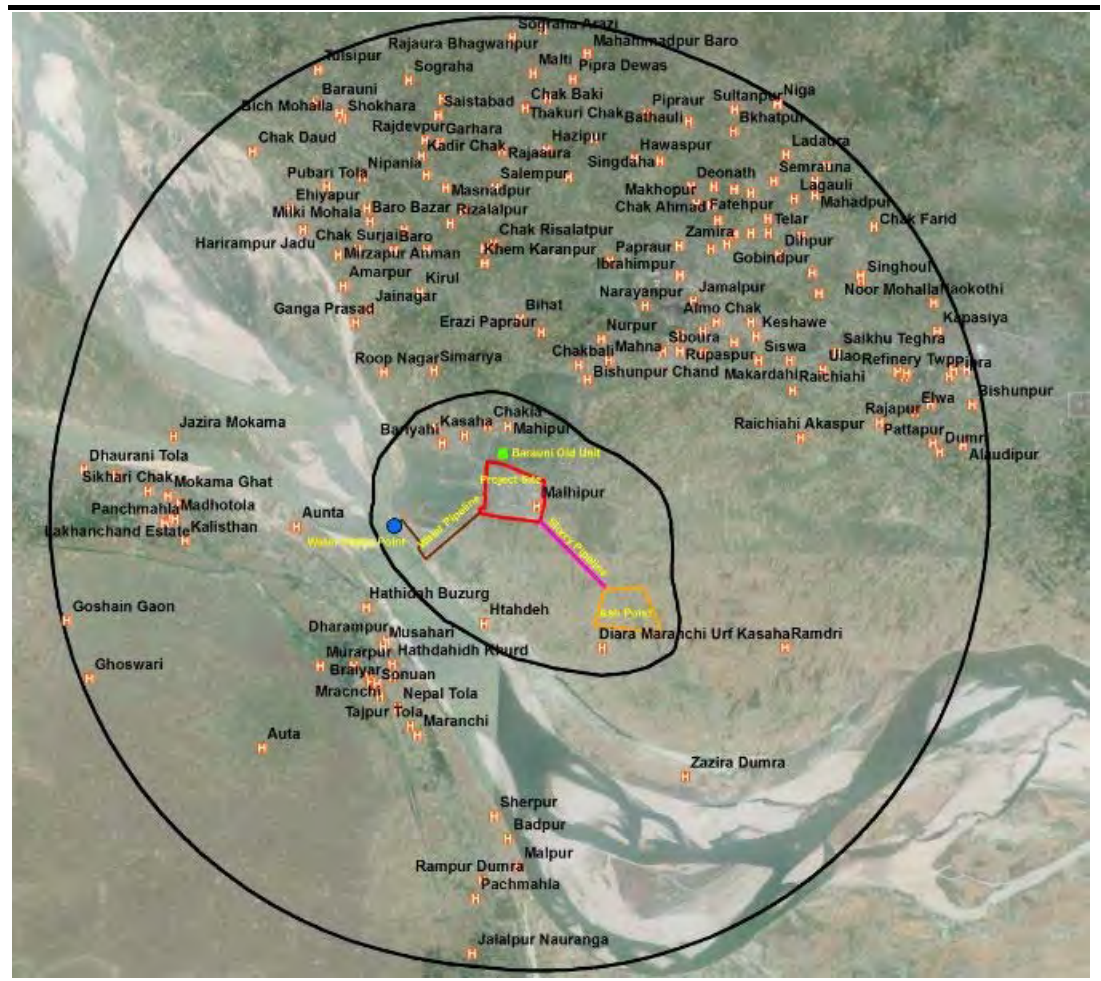 Sograha Arazi
Rajaura Bhagwanpur
Mahammadpur Baro
Tulsipur
Malti
Sograha
Pipra Dewas
Barauni
Chak Baki
Sultanpur
Niga
Bich Mohalla
Shokhara
Saistabad
Pipraur
Thakuri Chak
Bathauli
Bkhatpur
Rajdevpur
Garhara
Chak Daud
Hazipur
Ladaura
Kadir Chak
Rajaaura
Hawaspur
Nipania
Singdaha
Semrauna
Pubari Tola
Salempur
Deonath
Masnadpur
Makhopur
Lagauli
Ehiyapur
Mahadpur
Milki Mohala
Baro Bazar
Rizalalpur
Chak Ahmad
Fatehpur
Telar
Chak Farid
Harirampur Jadu
Chak Surjai
Baro
Chak Risalatpur
Zamira
Dihpur
Mirzapur Ahman
Khem Karanpur
Papraur
Gobindpur
Ibrahimpur
Singhoul
Amarpur
Kirul
Narayanpur
Jamalpur
Noor Mohalla
Naokothi
Jainagar
Ganga Prasad
Bihat
Almo Chak
Kapasiya
Erazi Papraur
Nurpur
Keshawe
Sboura
Siswa
Saikhu Teghra
Roop Nagar
Simariya
Chakbali
Mahna
Rupaspur
Ulao
Refinery Twp
Pipra
Bishunpur Chand
Makardahi
Raichiahi
Bishunpur
Elwa
Chakla
Rajapur
Jazira Mokama
Bariyahi
Kasaha
Mahipur
Raichiahi Akaspur
Pattapur
Dumri
Dhaurani Tola
Barauni Old Unit
Alaudipur
Sikhari Chak
Mokama Ghat
Project Site
Malhipur
Panchmahla
Madhotola
Aunta
Water Pipeline
Lakhanchand Estate
Kalisthan
Slurry Pipeline
Hathidah Buzurg
Goshain Gaon
Htahdeh
Ash Pond
Dharampur
Musahari
Diara Maranchi Urf Kasaha
Ramdri
Murarpur
Hathdahidh Khurd
Ghoswari
Braiyar
Sonuan
Mracnchi
Nepal Tola
Tajpur Tola
Maranchi
Auta
Zazira Dumra
Sherpur
Badpur
Malpur
Rampur Dumra
Pachmahla
Jalalpur Nauranga